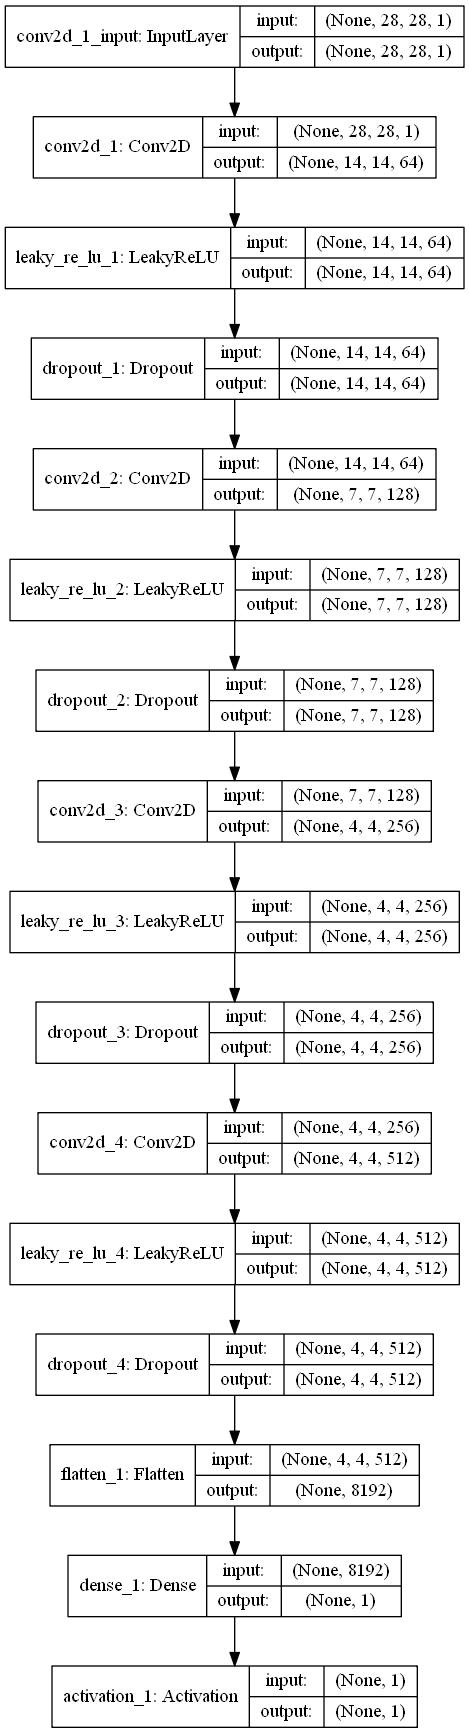 conv2d_1_input: InputLayer
input: (None, 28, 28, 1)
output: (None, 28, 28, 1)
conv2d_1: Conv2D
input: (None, 28, 28, 1)
output: (None, 14, 14, 64)
leaky_re_lu_1: LeakyReLU
input: (None, 14, 14, 64)
output: (None, 14, 14, 64)
dropout_1: Dropout
input: (None, 14, 14, 64)
output: (None, 14, 14, 64)
conv2d_2: Conv2D
input: (None, 14, 14, 64)
output: (None, 7, 7, 128)
leaky_re_lu_2: LeakyReLU
input: (None, 7, 7, 128)
output: (None, 7, 7, 128)
dropout_2: Dropout
input: (None, 7, 7, 128)
output: (None, 7, 7, 128)
conv2d_3: Conv2D
input: (None, 7, 7, 128)
output: (None, 4, 4, 256)
leaky_re_lu_3: LeakyReLU
input: (None, 4, 4, 256)
output: (None, 4, 4, 256)
dropout_3: Dropout
input: (None, 4, 4, 256)
output: (None, 4, 4, 256)
conv2d_4: Conv2D
input: (None, 4, 4, 256)
output: (None, 4, 4, 512)
leaky_re_lu_4: LeakyReLU
input: (None, 4, 4, 512)
output: (None, 4, 4, 512)
dropout_4: Dropout
input: (None, 4, 4, 512)
output: (None, 4, 4, 512)
flatten_1: Flatten
input: (None, 4, 4, 512)
output: (None, 8192)
dense_1: Dense
input: (None, 8192)
output: (None, 1)
activation_1: Activation
input: (None, 1)
output: (None, 1)